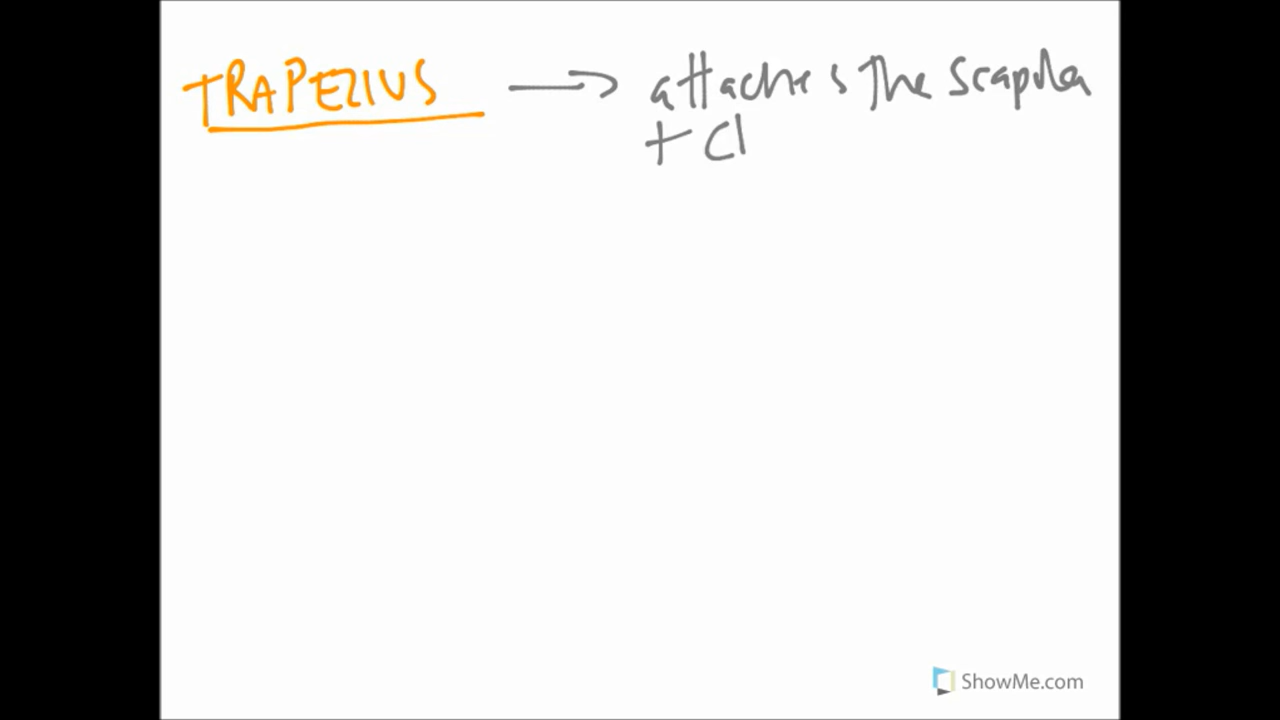 TRAPEZIUS → attaches the scapula
+ Cl
ShowMe.com